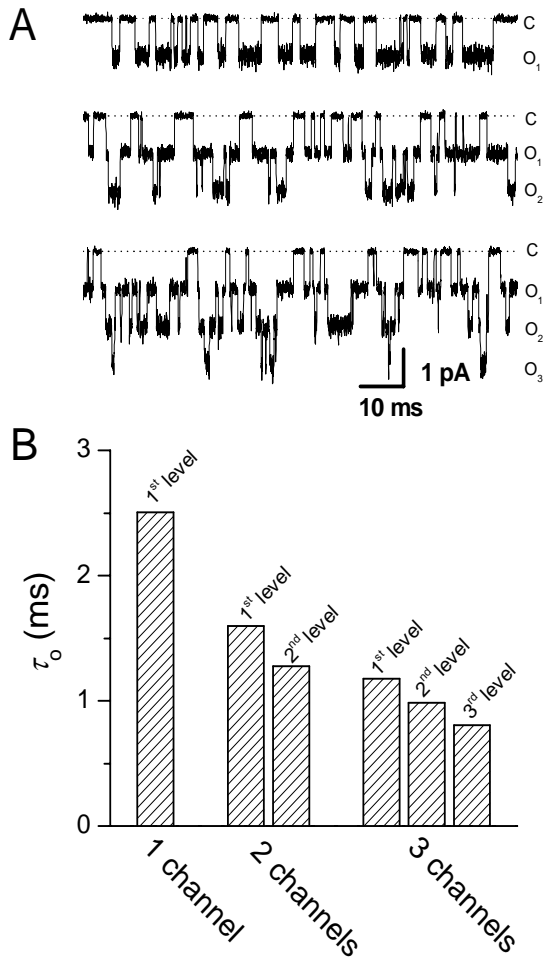 A
C
O1
C
O1
O2
C
O1
O2
O3
1 pA
10 ms
B
τo (ms)
3
2
1
0
1st level
1st level
2nd level
1st level
2nd level
3rd level
1 channel
2 channels
3 channels